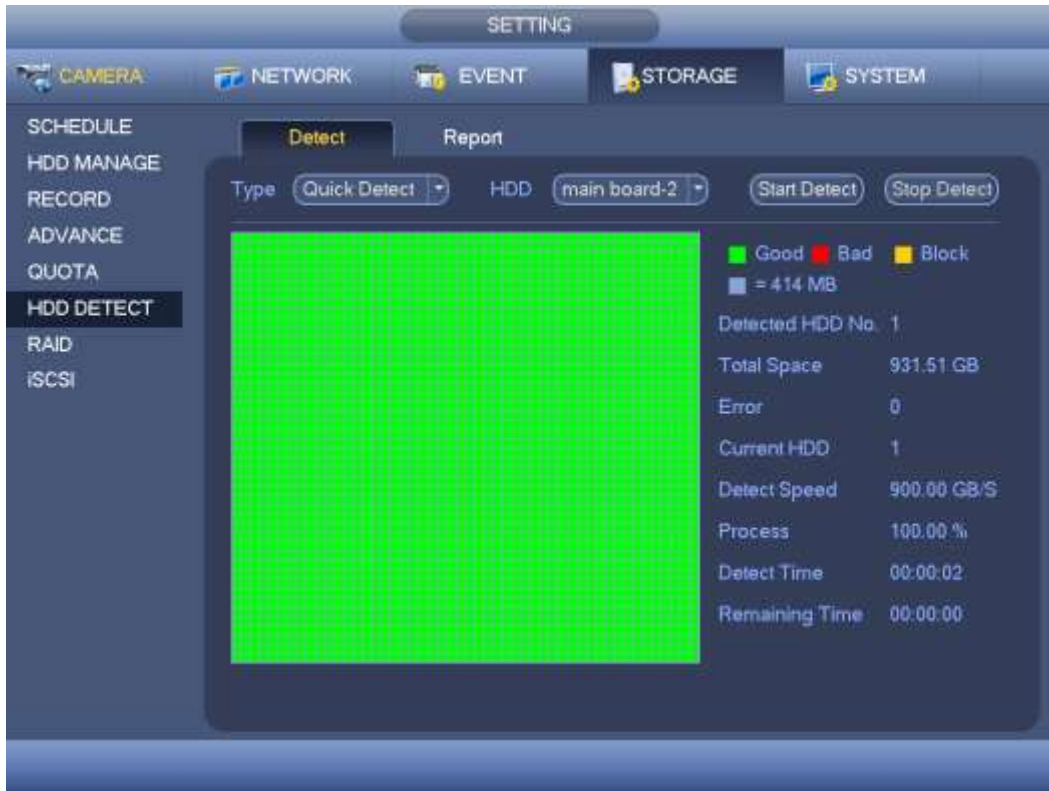 SETTING
CAMERA NETWORK EVENT STORAGE SYSTEM
SCHEDULE
HDD MANAGE
RECORD
ADVANCE
QUOTA
HDD DETECT
RAID
iSCSI
Detect Report
Type Quick Detect HDD main board-2 Start Detect Stop Detect
Good Bad Block
= 414 MB
Detected HDD No. 1
Total Space 931.51 GB
Error 0
Current HDD 1
Detect Speed 900.00 GB/S
Process 100.00 %
Detect Time 00:00:02
Remaining Time 00:00:00